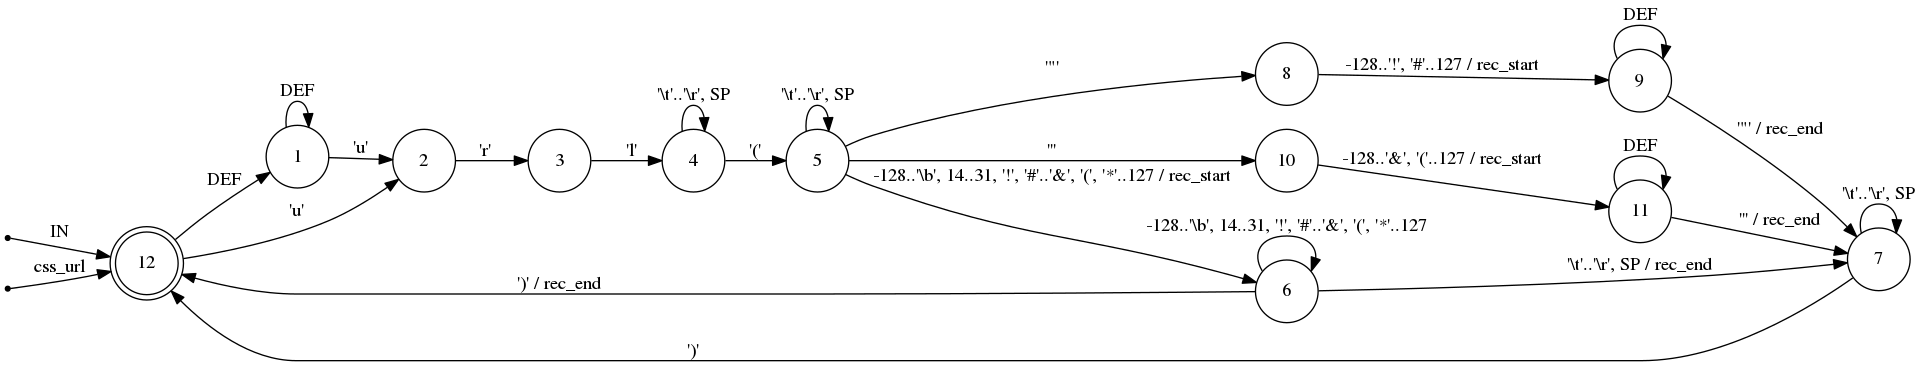 IN
css_url
12
DEF
'u'
DEF
1
'u'
2
'r'
3
'l'
'\t'..'\r', SP
4
'('
'\t'..'\r', SP
5
'"'
'''
-128..'\b', 14..31, '!', '#'..'&', '(', '*'..127 / rec_start
8
-128..'!', '#'..127 / rec_start
10
-128..'&', '('..127 / rec_start
-128..'\b', 14..31, '!', '#'..'&', '(', '*'..127
6
')' / rec_end
'\t'..'\r', SP / rec_end
DEF
9
'"' / rec_end
DEF
11
''' / rec_end
'\t'..'\r', SP
7
')'